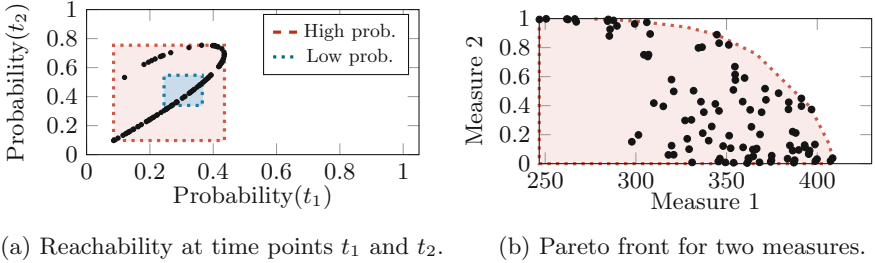 Probability(t₂)
1
0.8
0.6
0.4
0.2
0
0
0.2
0.4
0.6
0.8
1
Probability(t₁)
High prob.
Low prob.
Measure 2
1
0.8
0.6
0.4
0.2
0
250
300
350
400
Measure 1
(a) Reachability at time points t₁ and t₂.
(b) Pareto front for two measures.